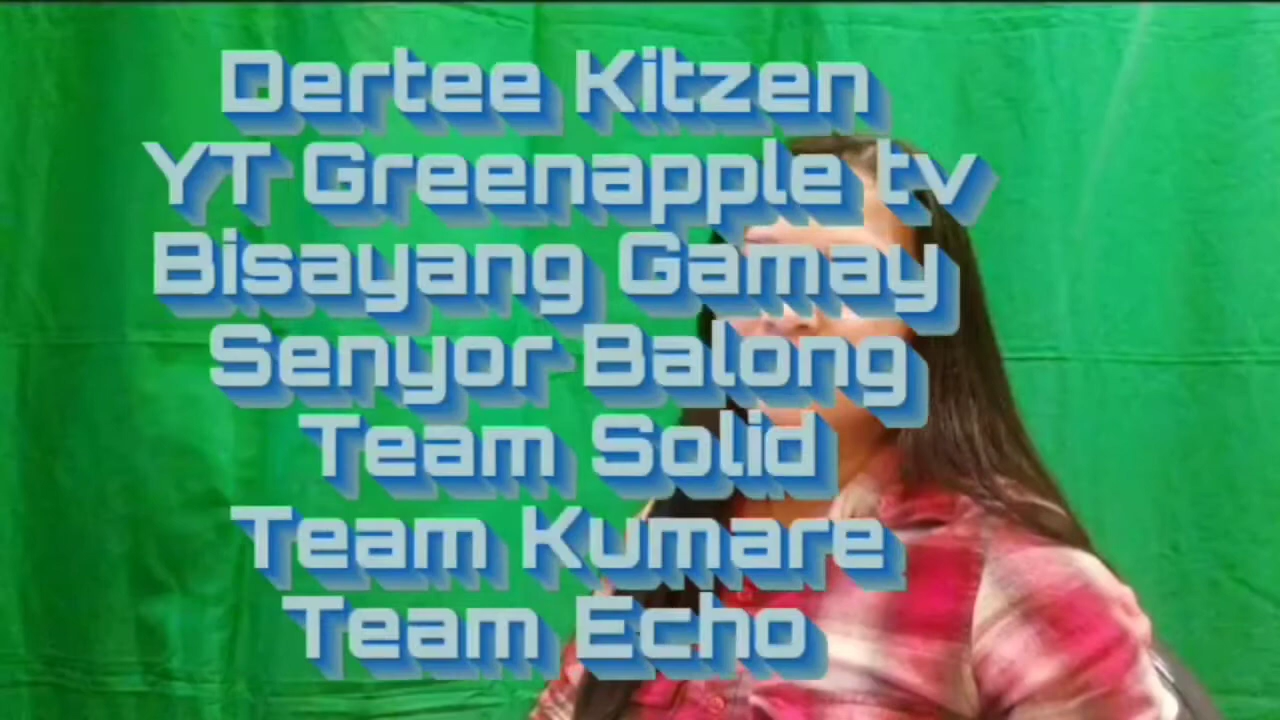 Dertee Kitzen
YT Greenapple tv
Bisayang Gamay
Senyor Balong
Team Solid
Team Kumare
Team Echo